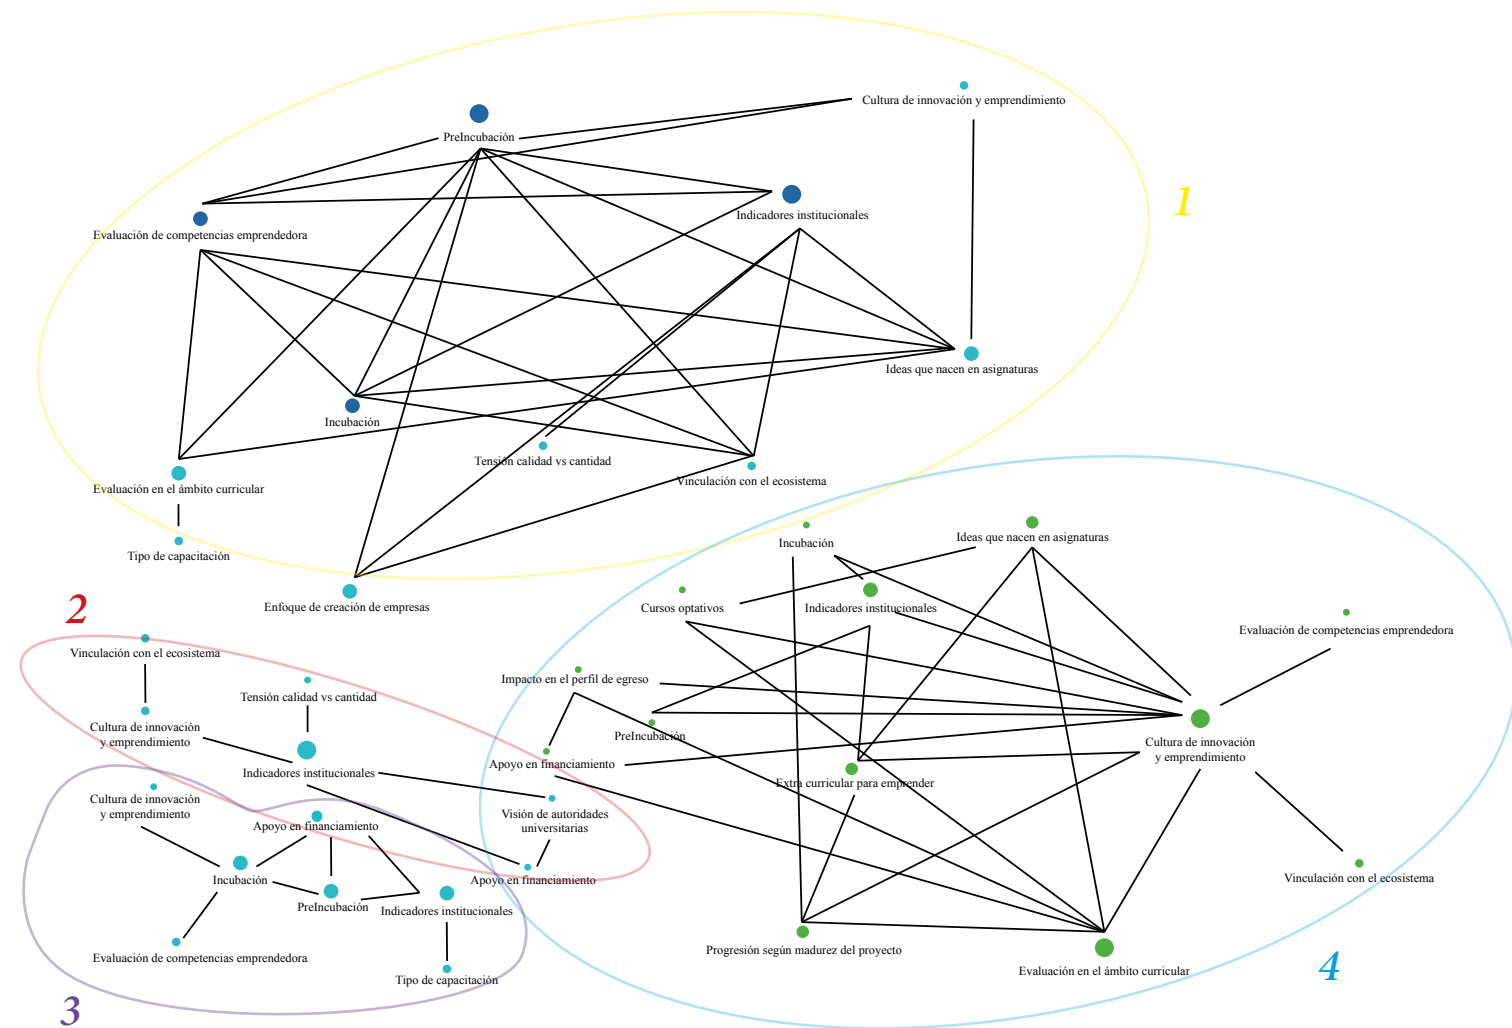 Cultura de innovación y emprendimiento
PreIncubación
1
Indicadores institucionales
Evaluación de competencias emprendedora
Ideas que nacen en asignaturas
Incubación
Tensión calidad vs cantidad
Vinculación con el ecosistema
Evaluación en el ámbito curricular
Tipo de capacitación
Enfoque de creación de empresas
2
Vinculación con el ecosistema
Tensión calidad vs cantidad
Cultura de innovación
y emprendimiento
Indicadores institucionales
Visión de autoridades
universitarias
Apoyo en financiamiento
Cultura de innovación
y emprendimiento
Apoyo en financiamiento
Incubación
PreIncubación
Indicadores institucionales
Evaluación de competencias emprendedora
Tipo de capacitación
3
Incubación
Ideas que nacen en asignaturas
Cursos optativos
Indicadores institucionales
Evaluación de competencias emprendedora
Impacto en el perfil de egreso
PreIncubación
Cultura de innovación
y emprendimiento
Apoyo en financiamiento
Extra curricular para emprender
Vinculación con el ecosistema
Progresión según madurez del proyecto
Evaluación en el ámbito curricular
4